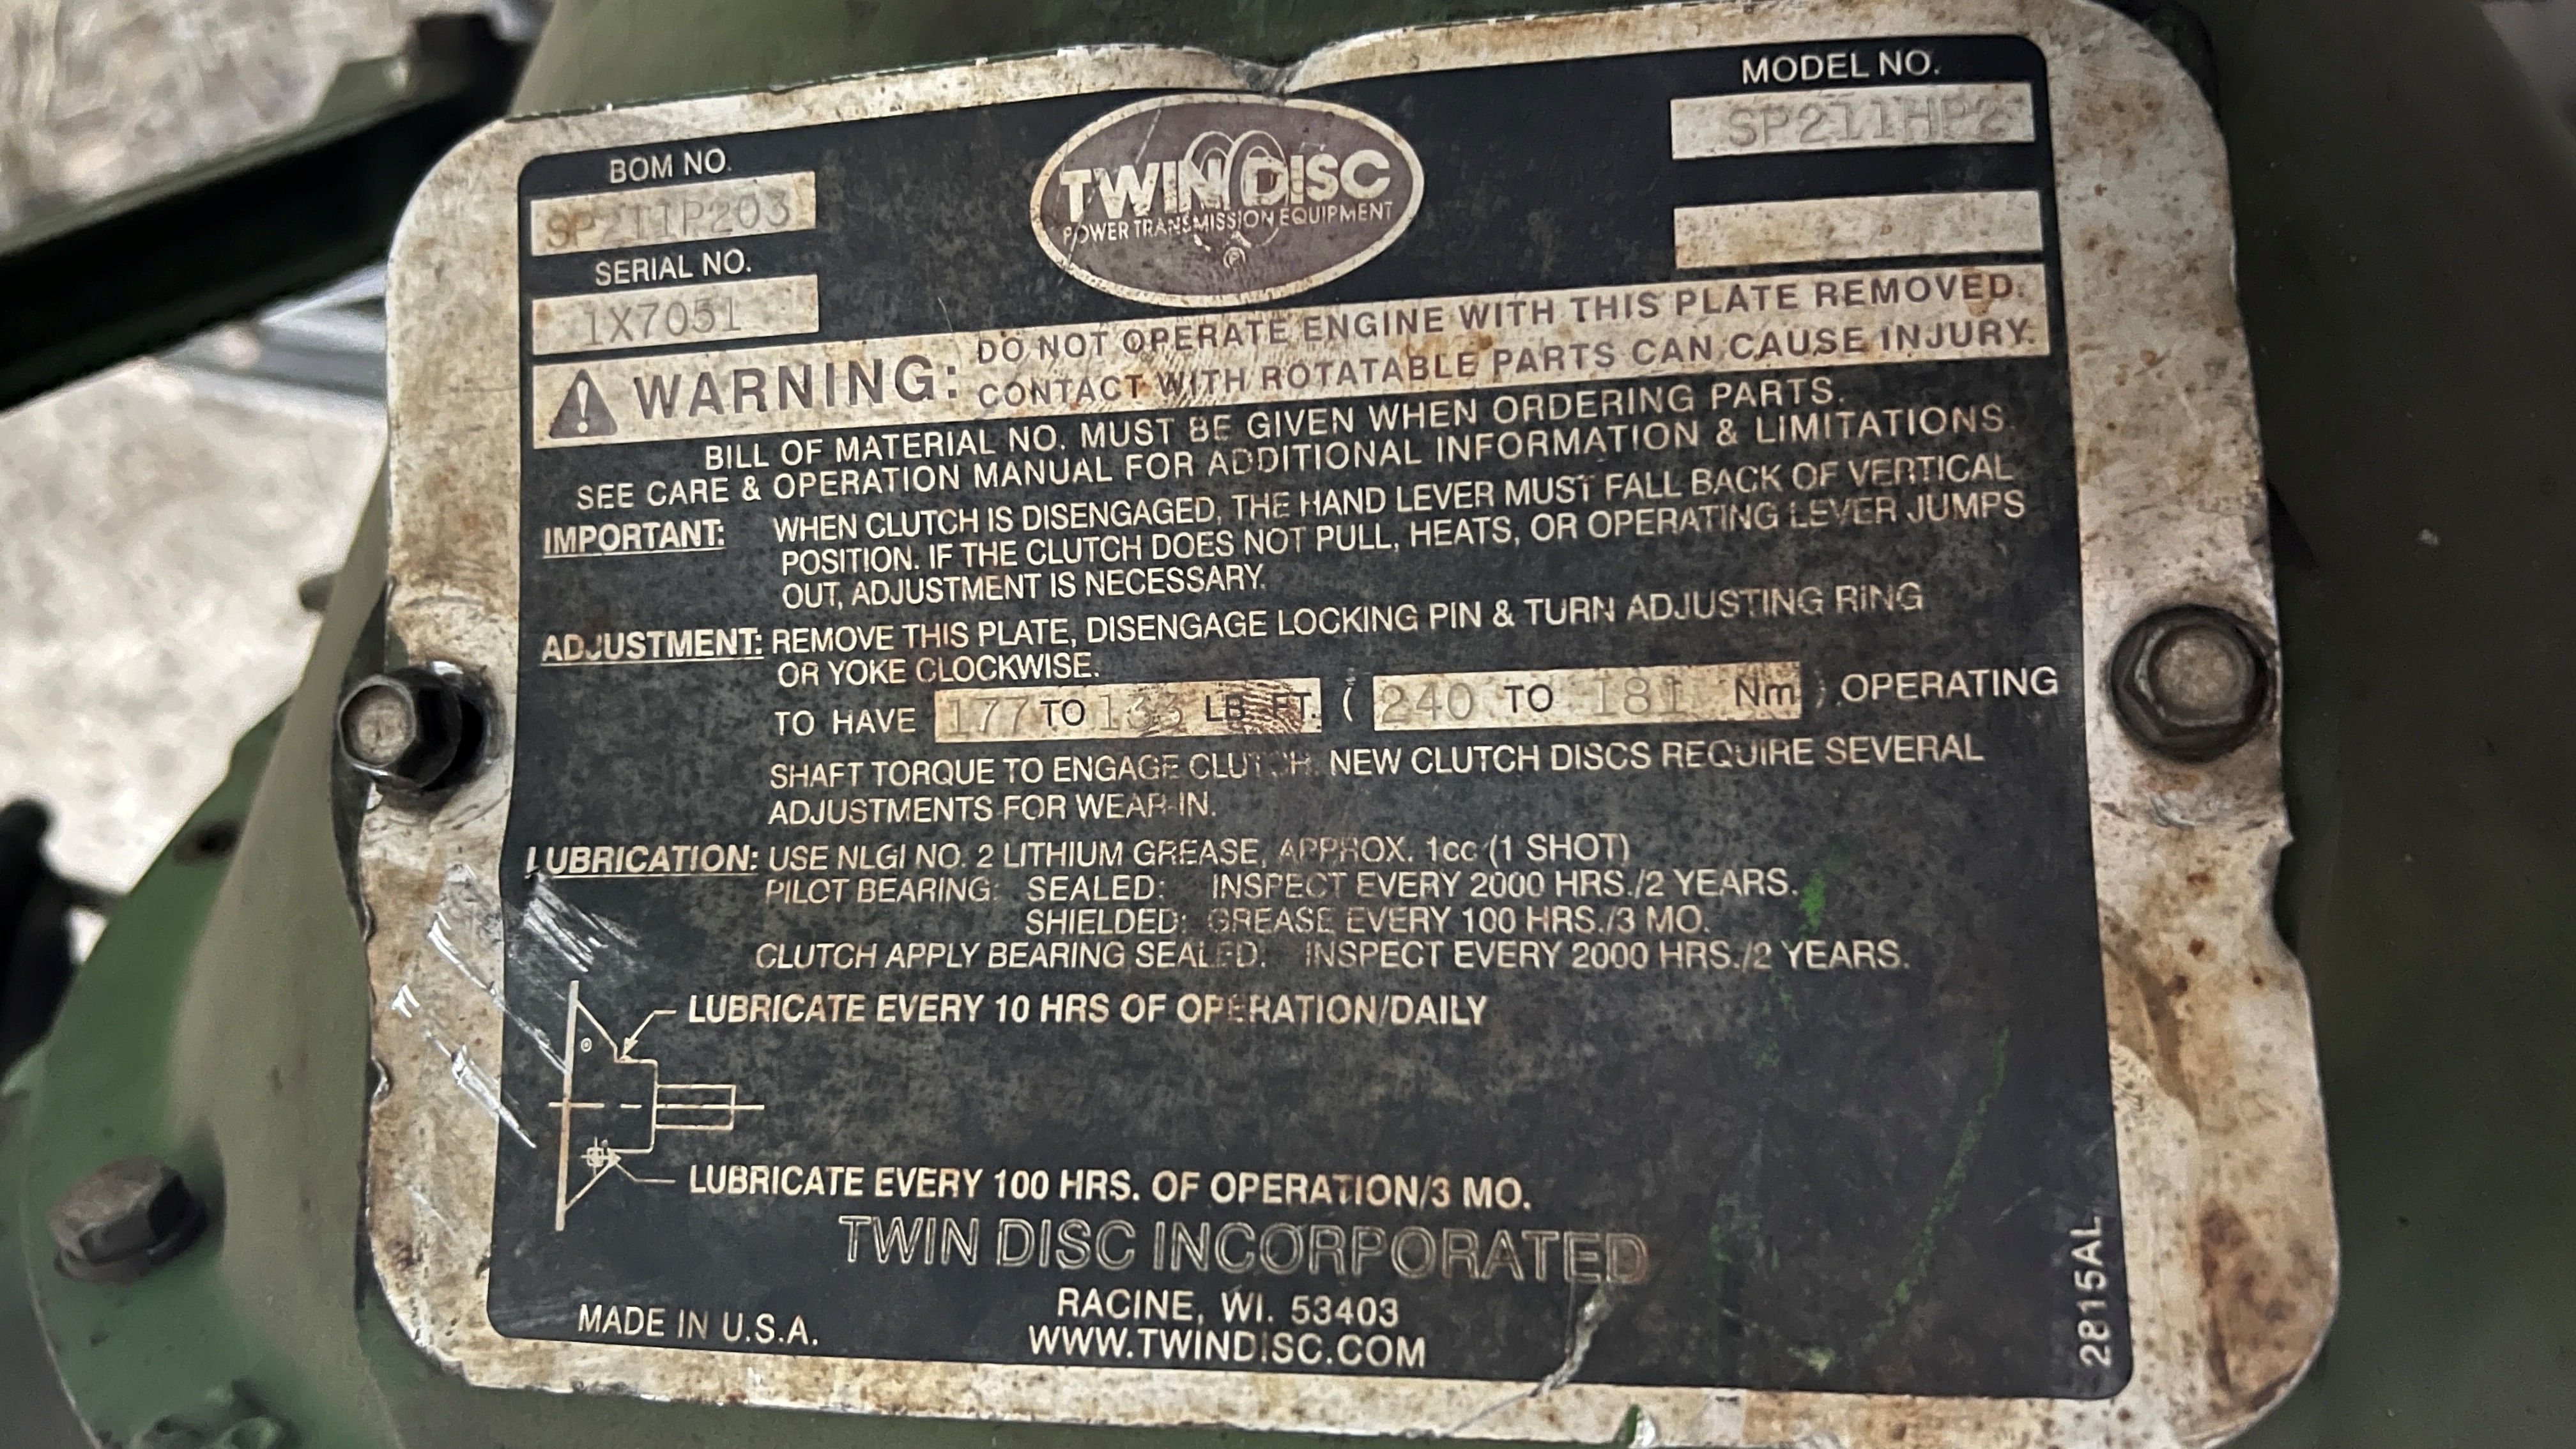 MODEL NO.
SP211HP2
BOM NO.
SP211P203
TWIN DISC
POWER TRANSMISSION EQUIPMENT
SERIAL NO.
1X7051
WARNING: DO NOT OPERATE ENGINE WITH THIS PLATE REMOVED.
CONTACT WITH ROTATABLE PARTS CAN CAUSE INJURY.
BILL OF MATERIAL NO. MUST BE GIVEN WHEN ORDERING PARTS.
SEE CARE & OPERATION MANUAL FOR ADDITIONAL INFORMATION & LIMITATIONS.
IMPORTANT: WHEN CLUTCH IS DISENGAGED, THE HAND LEVER MUST FALL BACK OF VERTICAL
POSITION. IF THE CLUTCH DOES NOT PULL, HEATS, OR OPERATING LEVER JUMPS
OUT, ADJUSTMENT IS NECESSARY.
ADJUSTMENT: REMOVE THIS PLATE, DISENGAGE LOCKING PIN & TURN ADJUSTING RING
OR YOKE CLOCKWISE.
TO HAVE 177 TO 133 LB. FT. ( 240 TO 181 Nm ) OPERATING
SHAFT TORQUE TO ENGAGE CLUTCH. NEW CLUTCH DISCS REQUIRE SEVERAL
ADJUSTMENTS FOR WEAR-IN.
LUBRICATION: USE NLGI NO. 2 LITHIUM GREASE, APPROX. 1cc (1 SHOT)
PILOT BEARING: SEALED: INSPECT EVERY 2000 HRS./2 YEARS.
SHIELDED: GREASE EVERY 100 HRS./3 MO.
CLUTCH APPLY BEARING SEALED: INSPECT EVERY 2000 HRS./2 YEARS.
LUBRICATE EVERY 10 HRS OF OPERATION/DAILY
LUBRICATE EVERY 100 HRS. OF OPERATION/3 MO.
TWIN DISC INCORPORATED
RACINE, WI. 53403
WWW.TWINDISC.COM
MADE IN U.S.A.
2815AL